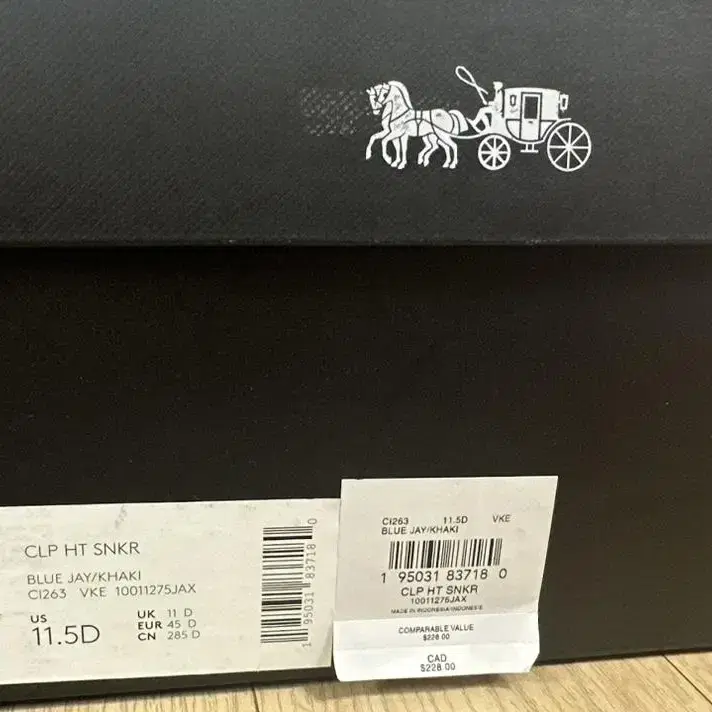 CLP HT SNKR
BLUE JAY/KHAKI
CI263 VKE 10011275JAX
US
11.5D
UK 11 D
EUR 45 D
CN 285 D
1 95031 83718 0
CI263 11.5D VKE
BLUE JAY/KHAKI
1 95031 83718 0
CLP HT SNKR
10011275JAX
MADE IN INDONESIA/INDONESIE
COMPARABLE VALUE
$228.00
CAD
$228.00